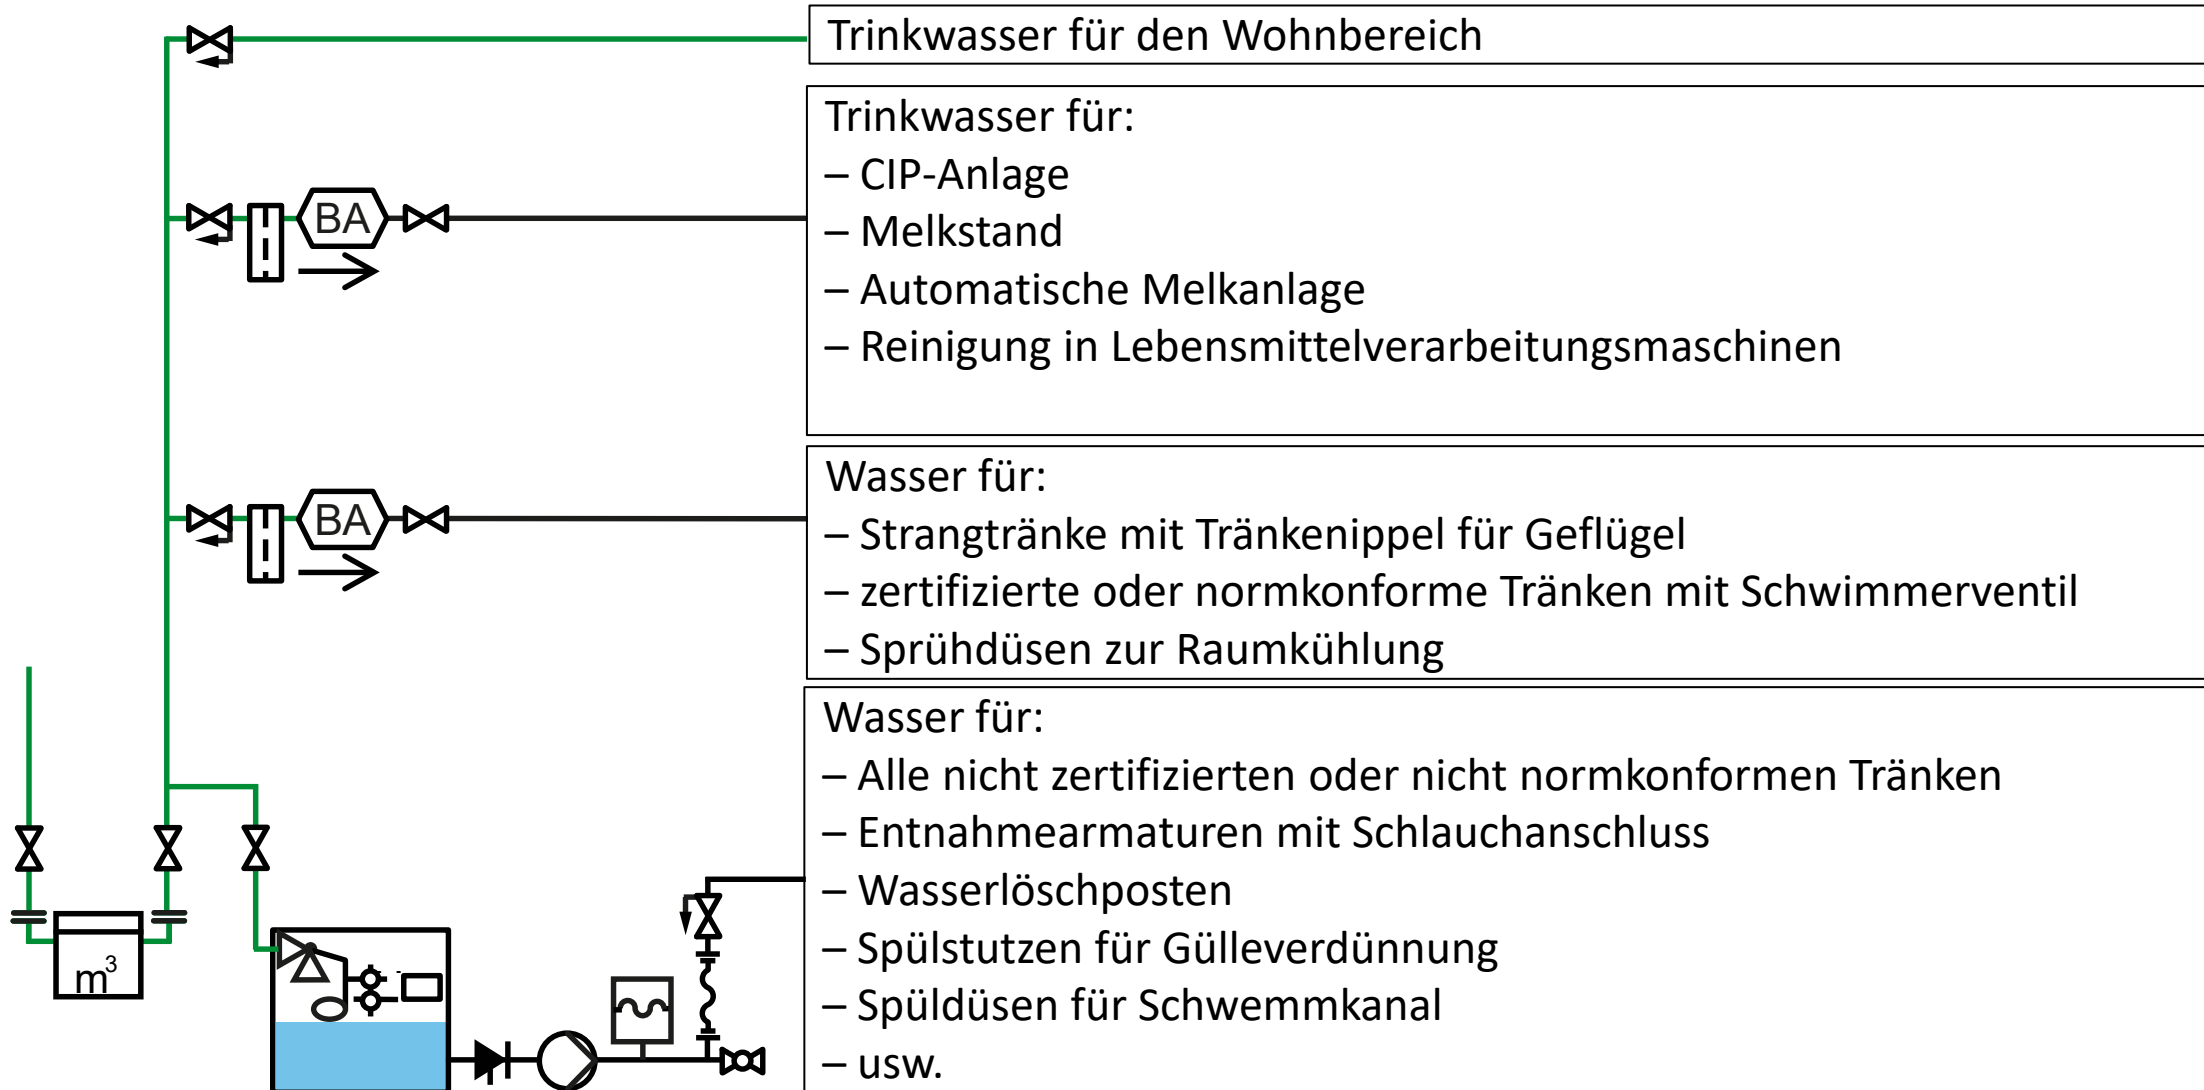 Trinkwasser für den Wohnbereich
Trinkwasser für:
– CIP-Anlage
– Melkstand
– Automatische Melkanlage
– Reinigung in Lebensmittelverarbeitungsmaschinen
BA
Wasser für:
– Strangtränke mit Tränkenippel für Geflügel
– zertifizierte oder normkonforme Tränken mit Schwimmerventil
– Sprühdüsen zur Raumkühlung
BA
Wasser für:
– Alle nicht zertifizierten oder nicht normkonformen Tränken
– Entnahmearmaturen mit Schlauchanschluss
– Wasserlöschposten
– Spülstutzen für Gülleverdünnung
– Spüldüsen für Schwemmkanal
– usw.
m³